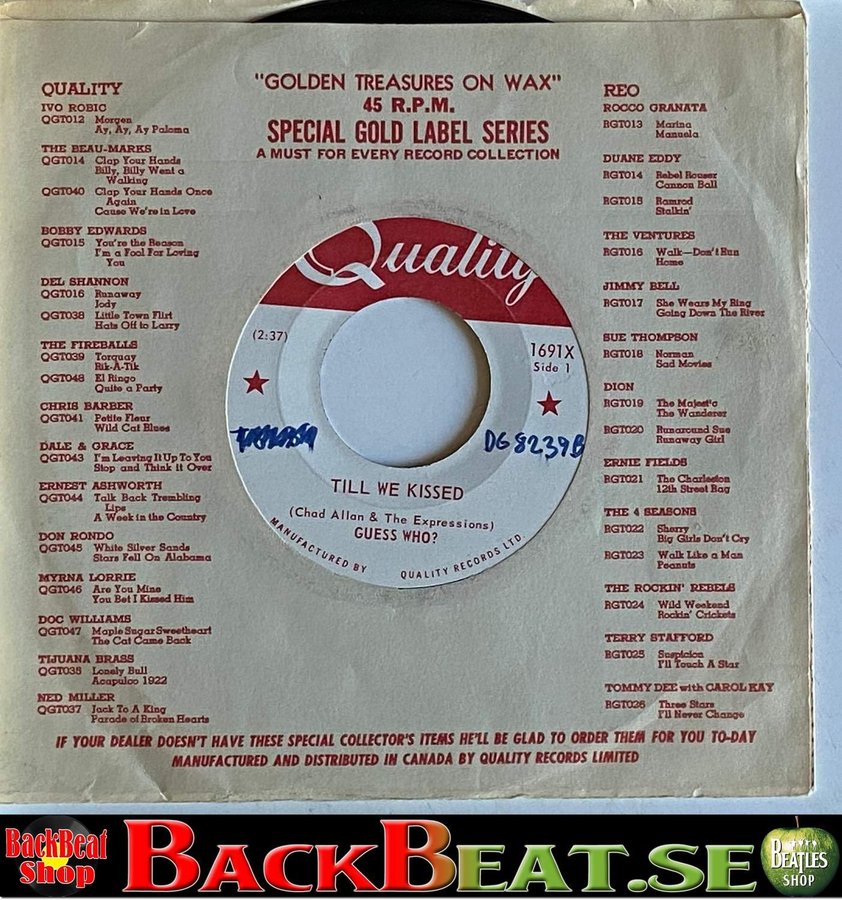 "GOLDEN TREASURES ON WAX"
45 R.P.M.
SPECIAL GOLD LABEL SERIES
A MUST FOR EVERY RECORD COLLECTION
QUALITY
IVO ROBIC
QGT012 Morgen
Ay, Ay, Ay Paloma
THE BEAU-MARKS
QGT014 Clap Your Hands
Billy, Billy Went a
Walking
QGT040 Clap Your Hands Once
Again
Cause We're in Love
BOBBY EDWARDS
QGT015 You're the Reason
I'm a Fool For Loving
You
DEL SHANNON
QGT016 Runaway
Jody
QGT038 Little Town Flirt
Hats Off to Larry
THE FIREBALLS
QGT039 Torquay
Rik-A-Tik
QGT048 El Ringo
Quite a Party
CHRIS BARBER
QGT041 Petite Fleur
Wild Cat Blues
DALE & GRACE
QGT043 I'm Leaving It Up To You
Stop and Think It Over
ERNEST ASHWORTH
QGT044 Talk Back Trembling
Lips
A Week in the Country
DON RONDO
QGT045 White Silver Sands
Stars Fell On Alabama
MYRNA LORRIE
QGT046 Are You Mine
You Bet I Kissed Him
DOC WILLIAMS
QGT047 Maple Sugar Sweetheart
The Cat Came Back
TIJUANA BRASS
QGT035 Lonely Bull
Acapulco 1922
NED MILLER
QGT037 Jack To A King
Parade of Broken Hearts
REO
ROCCO GRANATA
RGT013 Marina
Manuela
DUANE EDDY
RGT014 Rebel Rouser
Cannon Ball
RGT015 Ramrod
Stalkin'
THE VENTURES
RGT016 Walk—Don't Run
Home
JIMMY BELL
RGT017 She Wears My Ring
Going Down The River
SUE THOMPSON
RGT018 Norman
Sad Movies
DION
RGT019 The Majestic
The Wanderer
RGT020 Runaround Sue
Runaway Girl
ERNIE FIELDS
RGT021 The Charleston
12th Street Rag
THE 4 SEASONS
RGT022 Sherry
Big Girls Don't Cry
RGT023 Walk Like a Man
Peanuts
THE ROCKIN' REBELS
RGT024 Wild Weekend
Rockin' Crickets
TERRY STAFFORD
RGT025 Suspicion
I'll Touch A Star
TOMMY DEE with CAROL KAY
RGT026 Three Stars
I'll Never Change
Quality
(2:37)
1691X
Side 1
DG 8239B
TILL WE KISSED
(Chad Allan & The Expressions)
GUESS WHO?
MANUFACTURED BY QUALITY RECORDS LTD.
IF YOUR DEALER DOESN'T HAVE THESE SPECIAL COLLECTOR'S ITEMS HE'LL BE GLAD TO ORDER THEM FOR YOU TO-DAY
MANUFACTURED AND DISTRIBUTED IN CANADA BY QUALITY RECORDS LIMITED
BackBeat
Shop
BACKBEAT.SE
BEATLES
SHOP